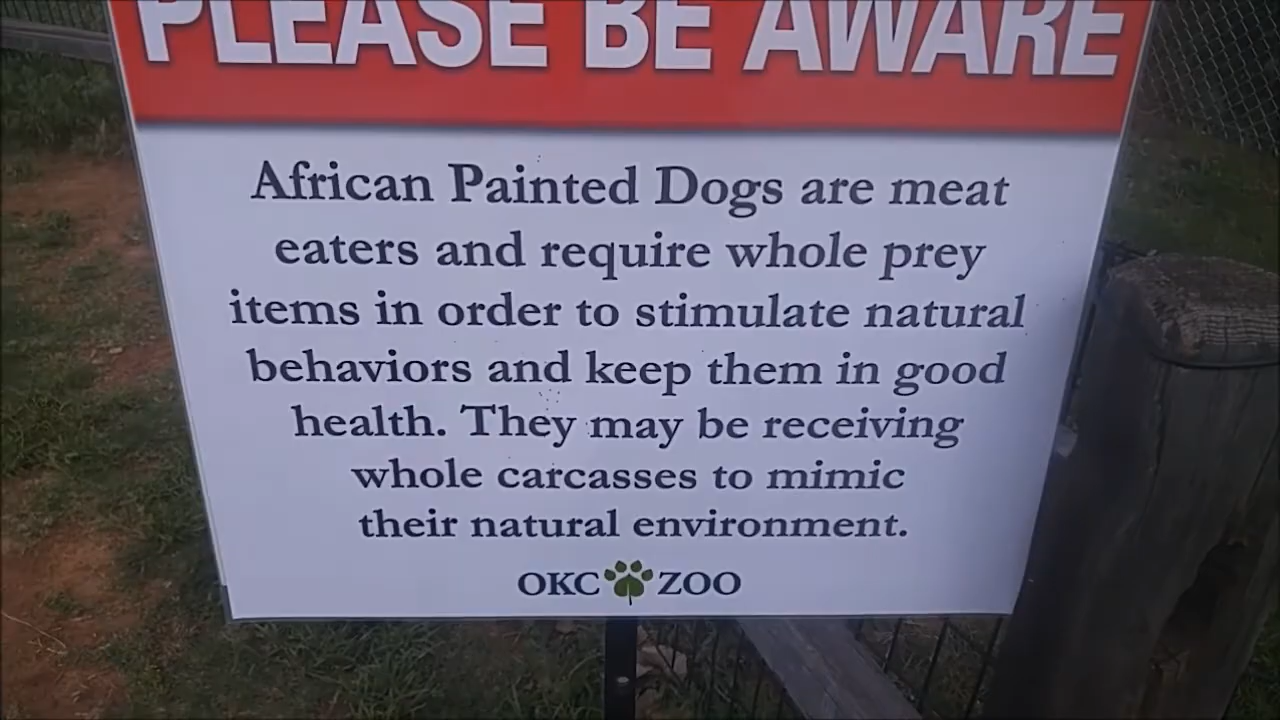 PLEASE BE AWARE
African Painted Dogs are meat
eaters and require whole prey
items in order to stimulate natural
behaviors and keep them in good
health. They may be receiving
whole carcasses to mimic
their natural environment.
OKC ZOO